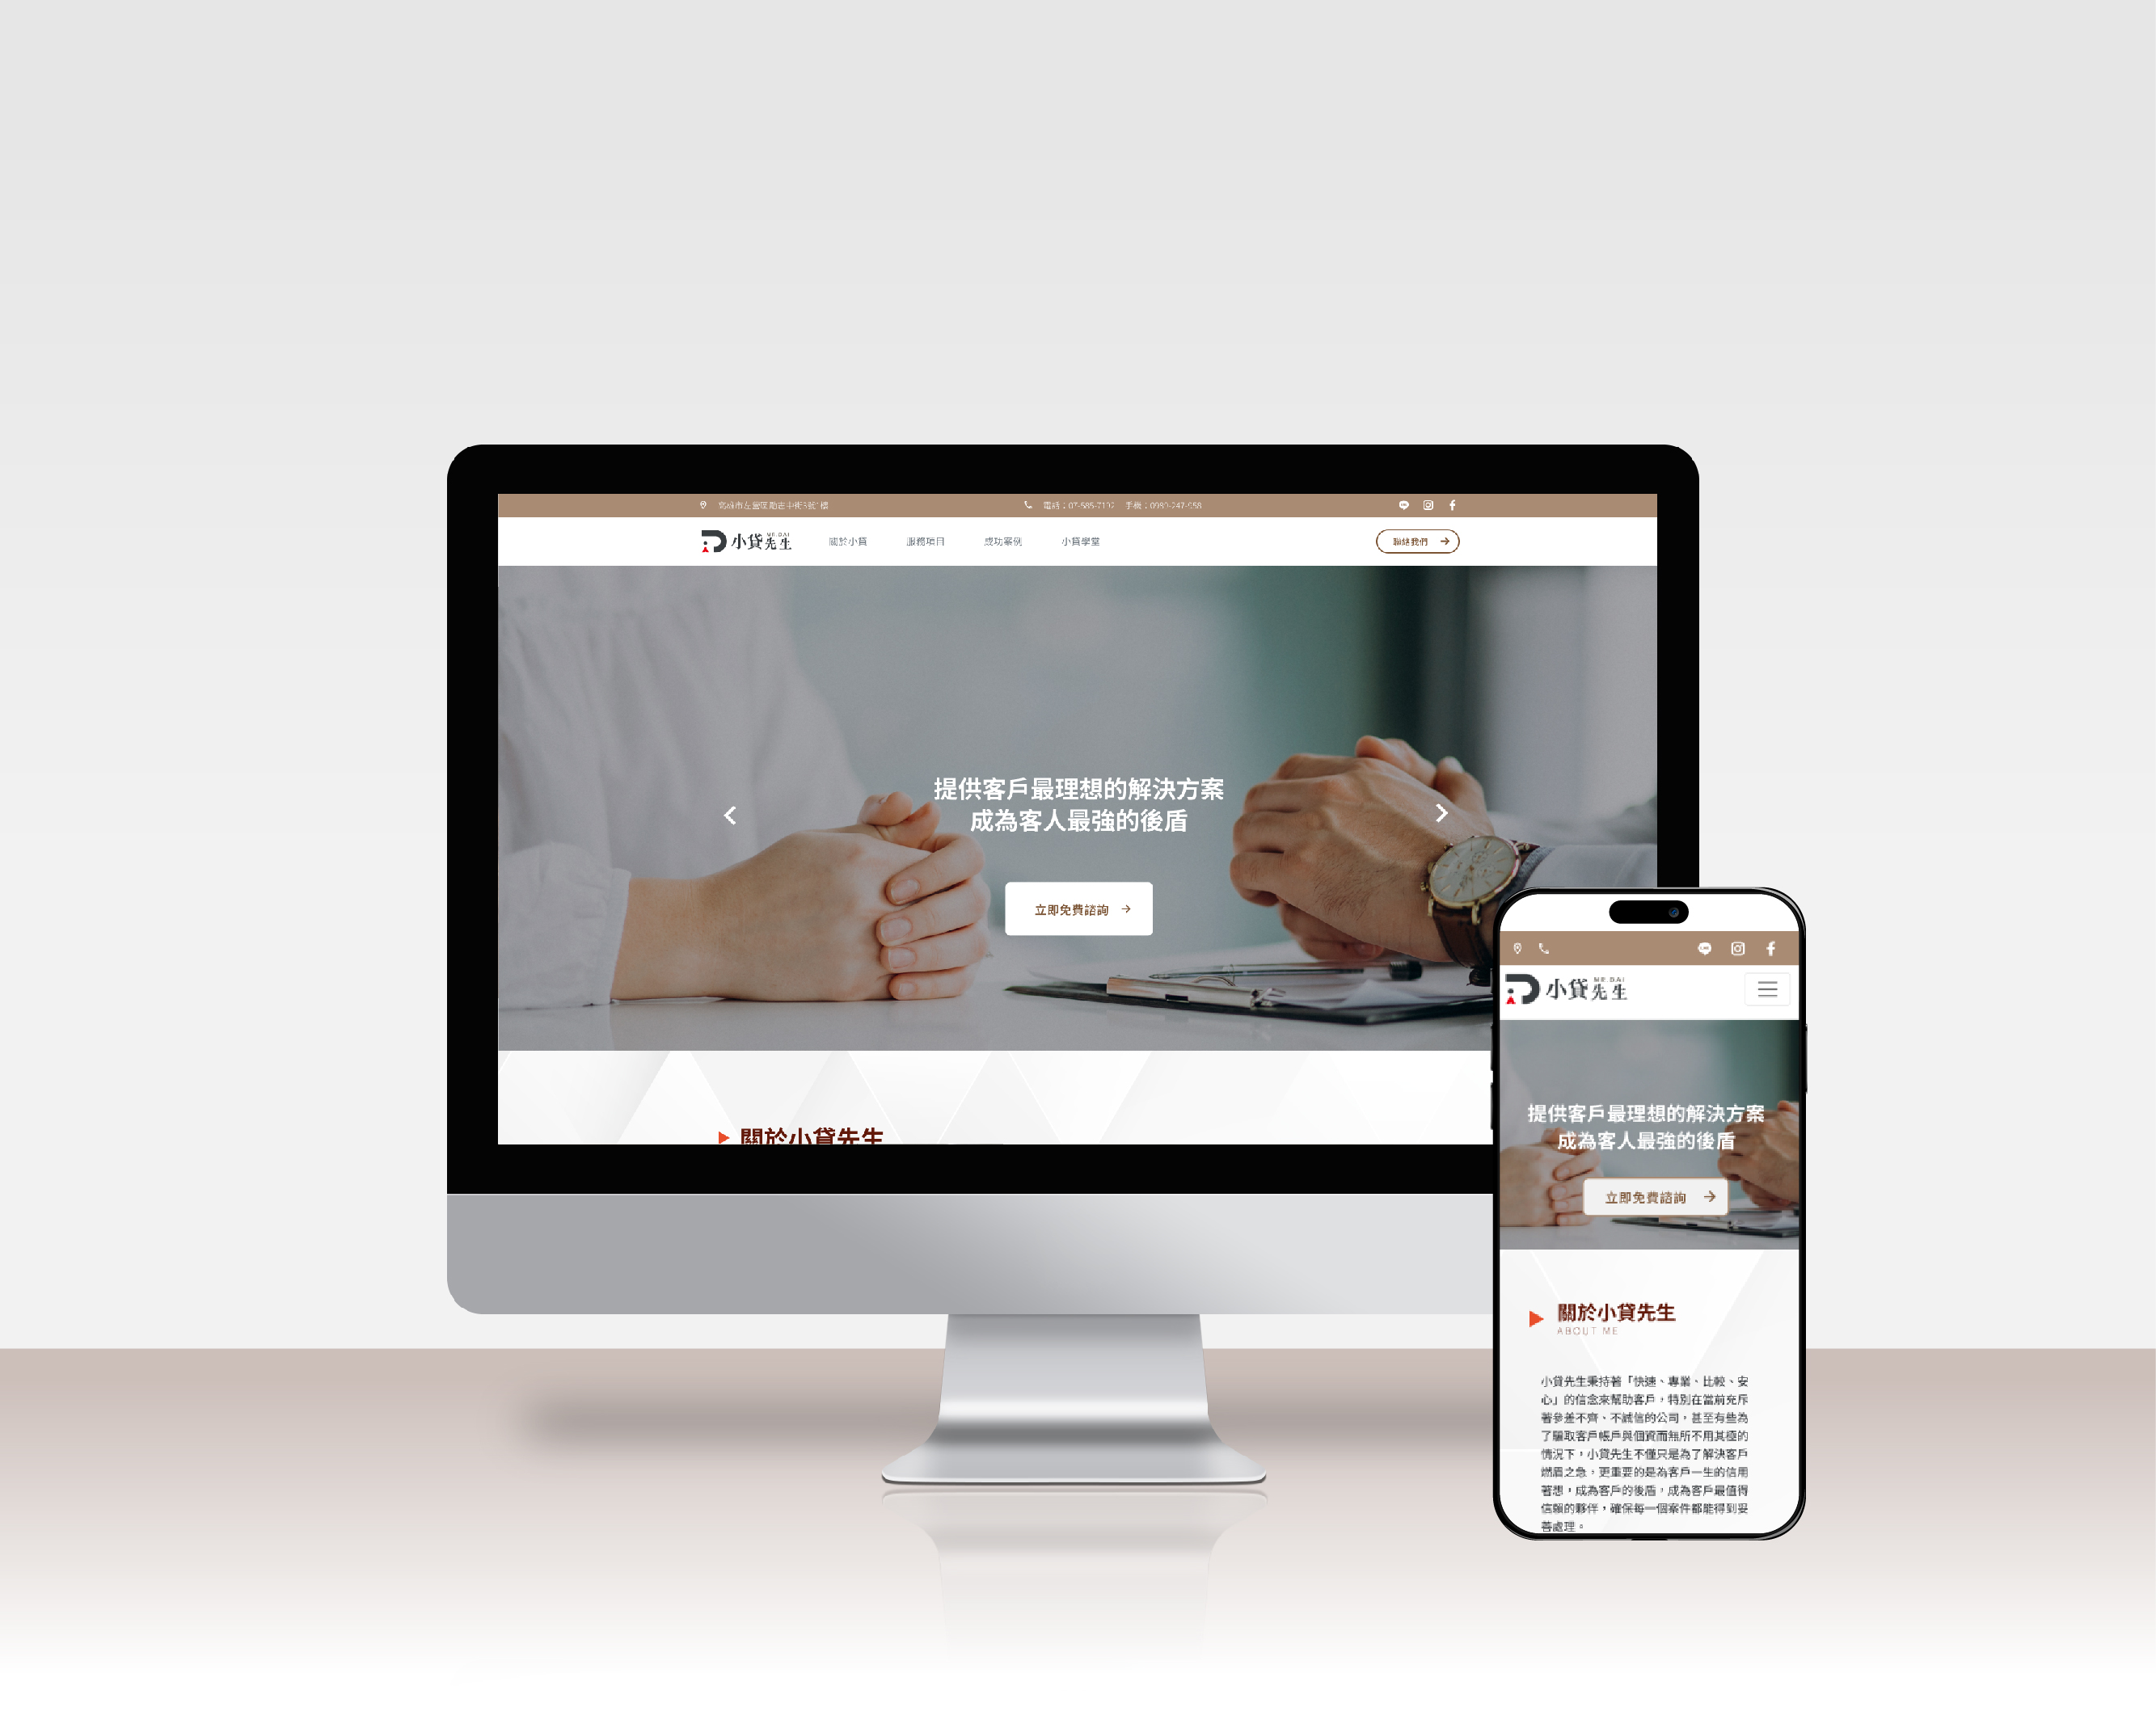 電話：07-585-7102 手機：0980-247-958
MR.DAI
小貸先生
關於小貸 服務項目 成功案例 小貸學堂
聯絡我們
提供客戶最理想的解決方案
成為客人最強的後盾
立即免費諮詢
關於小貸先生
MR.DAI
小貸先生
提供客戶最理想的解決方案
成為客人最強的後盾
立即免費諮詢
關於小貸先生
ABOUT ME
小貸先生秉持著「快速、專業、比較、安
心」的信念來幫助客戶，特別在當前充斥
著參差不齊、不誠信的公司，甚至有些為
了騙取客戶帳戶與個資而無所不用其極的
情況下，小貸先生不僅只是為了解決客戶
燃眉之急，更重要的是為客戶一生的信用
著想，成為客戶的後盾，成為客戶最值得
信賴的夥伴，確保每一個案件都能得到妥
善處理。